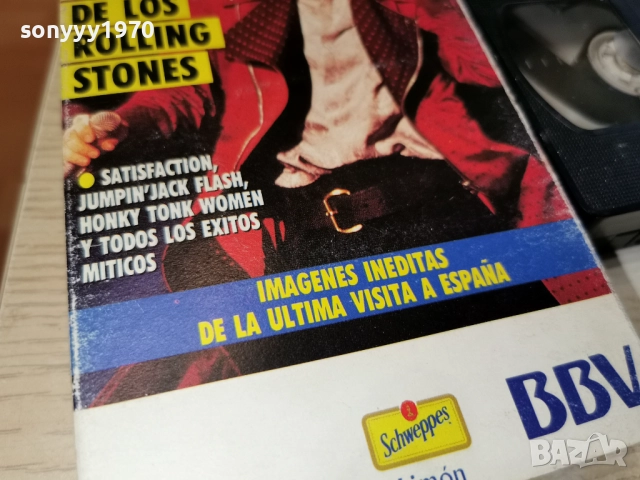 sonyyy1970
DE LOS
ROLLING
STONES
SATISFACTION,
JUMPIN'JACK FLASH,
HONKY TONK WOMEN
Y TODOS LOS EXITOS
MITICOS
IMAGENES INEDITAS
DE LA ULTIMA VISITA A ESPAÑA
Schweppes
BBV
BAZAR
sonyyy1970